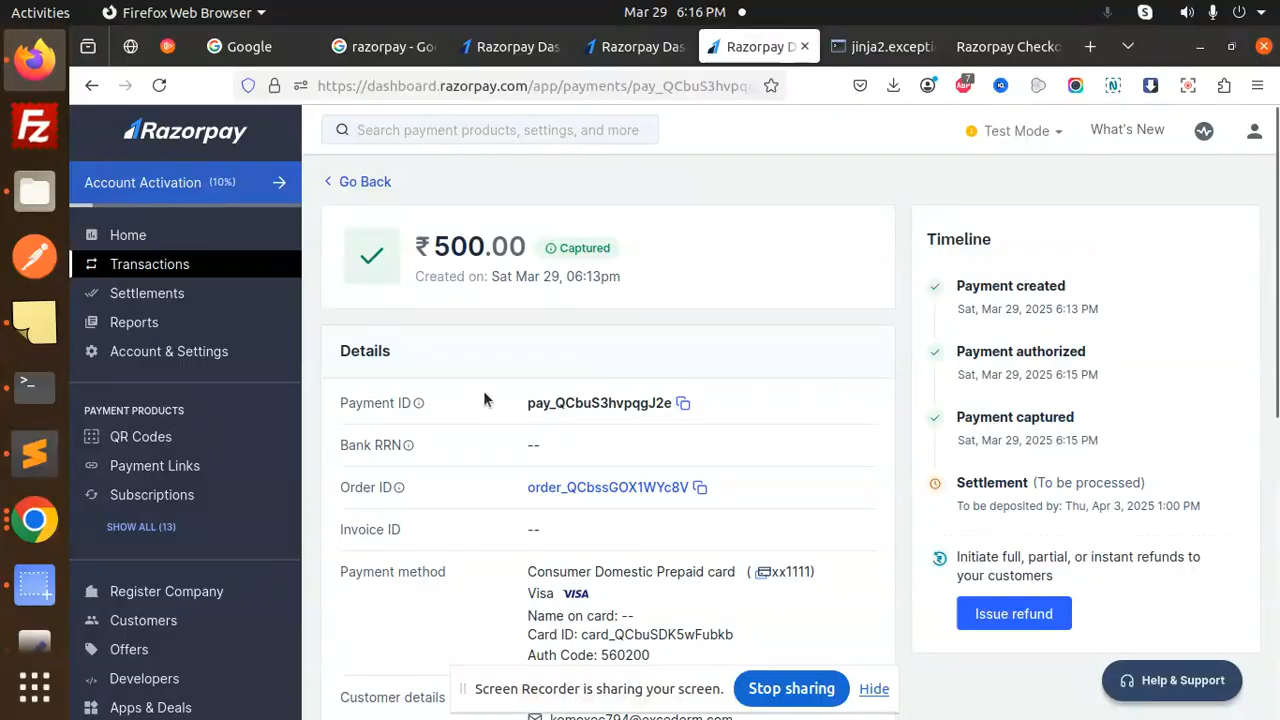 Activities
Firefox Web Browser
Mar 29 6:16 PM
Google
razorpay - Go
Razorpay Das
Razorpay Das
Razorpay D
jinja2.excepti
Razorpay Checko
https://dashboard.razorpay.com/app/payments/pay_QCbuS3hvpqg
7
Razorpay
Search payment products, settings, and more
Test Mode
What's New
Account Activation (10%)
Go Back
Home
Transactions
Settlements
Reports
Account & Settings
PAYMENT PRODUCTS
QR Codes
Payment Links
Subscriptions
SHOW ALL (13)
Register Company
Customers
Offers
Developers
Apps & Deals
₹500.00 Captured
Created on: Sat Mar 29, 06:13pm
Details
Payment ID pay_QCbuS3hvpqgJ2e
Bank RRN --
Order ID order_QCbssGOX1WYc8V
Invoice ID --
Payment method Consumer Domestic Prepaid card ( xx1111)
Visa VISA
Name on card: --
Card ID: card_QCbuSDK5wFubkb
Auth Code: 560200
Customer details
komexac794@excederm.com
Timeline
Payment created
Sat, Mar 29, 2025 6:13 PM
Payment authorized
Sat, Mar 29, 2025 6:15 PM
Payment captured
Sat, Mar 29, 2025 6:15 PM
Settlement (To be processed)
To be deposited by: Thu, Apr 3, 2025 1:00 PM
Initiate full, partial, or instant refunds to
your customers
Issue refund
Screen Recorder is sharing your screen.
Stop sharing
Hide
Help & Support